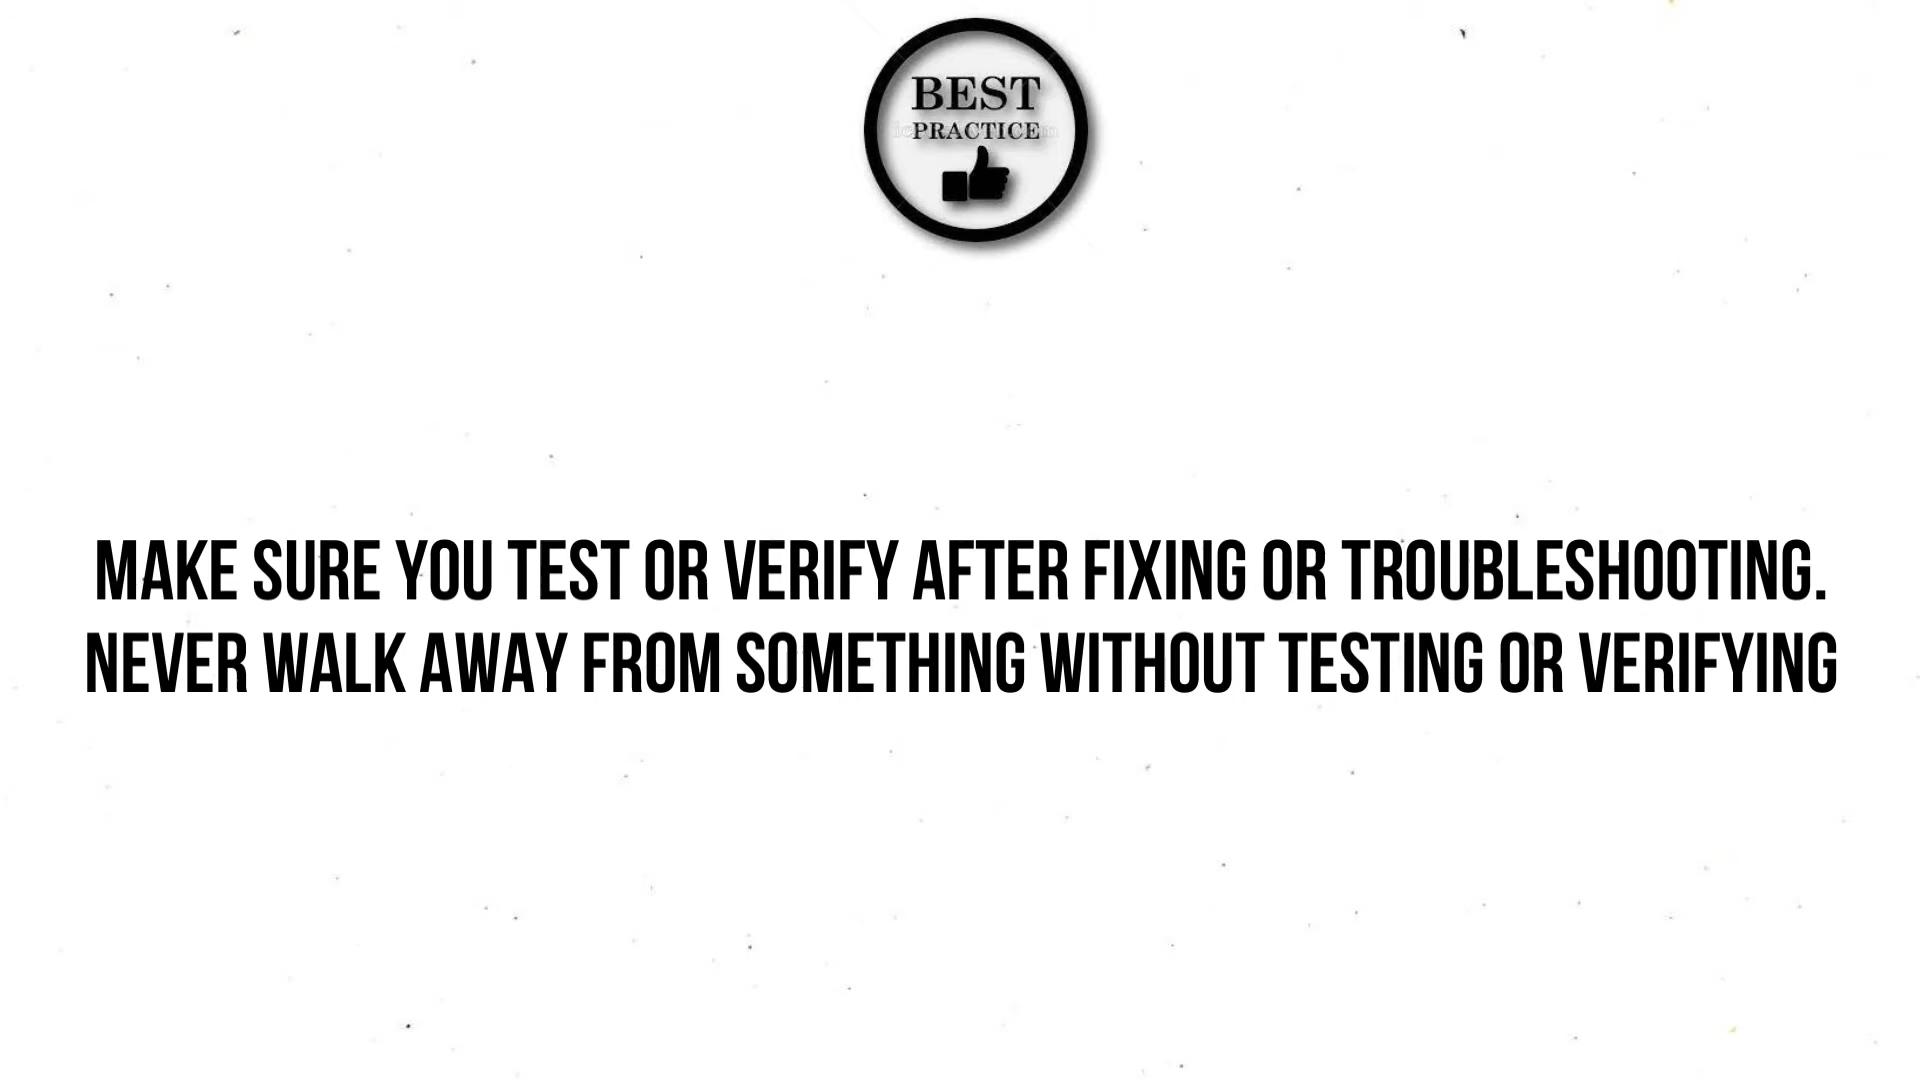 BEST
PRACTICE
MAKE SURE YOU TEST OR VERIFY AFTER FIXING OR TROUBLESHOOTING.
NEVER WALK AWAY FROM SOMETHING WITHOUT TESTING OR VERIFYING